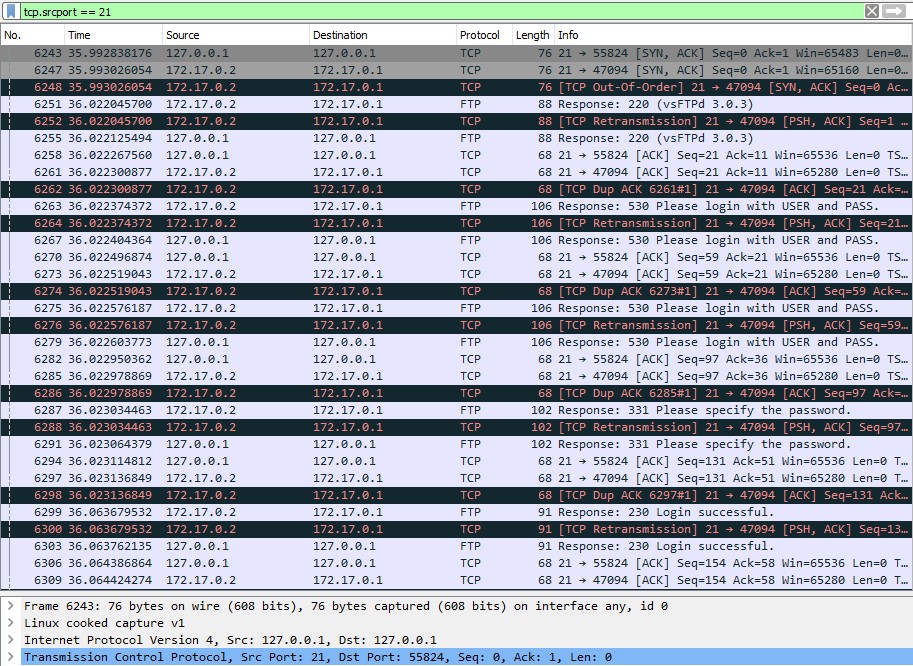 tcp.srcport == 21
No. Time Source Destination Protocol Length Info
6243 35.992838176 127.0.0.1 127.0.0.1 TCP 76 21 → 55824 [SYN, ACK] Seq=0 Ack=1 Win=65483 Len=0…
6247 35.993026054 172.17.0.2 172.17.0.1 TCP 76 21 → 47094 [SYN, ACK] Seq=0 Ack=1 Win=65160 Len=0…
6248 35.993026054 172.17.0.2 172.17.0.1 TCP 76 [TCP Out-Of-Order] 21 → 47094 [SYN, ACK] Seq=0 Ac…
6251 36.022045700 172.17.0.2 172.17.0.1 FTP 88 Response: 220 (vsFTPd 3.0.3)
6252 36.022045700 172.17.0.2 172.17.0.1 TCP 88 [TCP Retransmission] 21 → 47094 [PSH, ACK] Seq=1 …
6255 36.022125494 127.0.0.1 127.0.0.1 FTP 88 Response: 220 (vsFTPd 3.0.3)
6258 36.022267560 127.0.0.1 127.0.0.1 TCP 68 21 → 55824 [ACK] Seq=21 Ack=11 Win=65536 Len=0 TS…
6261 36.022300877 172.17.0.2 172.17.0.1 TCP 68 21 → 47094 [ACK] Seq=21 Ack=11 Win=65280 Len=0 TS…
6262 36.022300877 172.17.0.2 172.17.0.1 TCP 68 [TCP Dup ACK 6261#1] 21 → 47094 [ACK] Seq=21 Ack=…
6263 36.022374372 172.17.0.2 172.17.0.1 FTP 106 Response: 530 Please login with USER and PASS.
6264 36.022374372 172.17.0.2 172.17.0.1 TCP 106 [TCP Retransmission] 21 → 47094 [PSH, ACK] Seq=21…
6267 36.022404364 127.0.0.1 127.0.0.1 FTP 106 Response: 530 Please login with USER and PASS.
6270 36.022496874 127.0.0.1 127.0.0.1 TCP 68 21 → 55824 [ACK] Seq=59 Ack=21 Win=65536 Len=0 TS…
6273 36.022519043 172.17.0.2 172.17.0.1 TCP 68 21 → 47094 [ACK] Seq=59 Ack=21 Win=65280 Len=0 TS…
6274 36.022519043 172.17.0.2 172.17.0.1 TCP 68 [TCP Dup ACK 6273#1] 21 → 47094 [ACK] Seq=59 Ack=…
6275 36.022576187 172.17.0.2 172.17.0.1 FTP 106 Response: 530 Please login with USER and PASS.
6276 36.022576187 172.17.0.2 172.17.0.1 TCP 106 [TCP Retransmission] 21 → 47094 [PSH, ACK] Seq=59…
6279 36.022603773 127.0.0.1 127.0.0.1 FTP 106 Response: 530 Please login with USER and PASS.
6282 36.022950362 127.0.0.1 127.0.0.1 TCP 68 21 → 55824 [ACK] Seq=97 Ack=36 Win=65536 Len=0 TS…
6285 36.022978869 172.17.0.2 172.17.0.1 TCP 68 21 → 47094 [ACK] Seq=97 Ack=36 Win=65280 Len=0 TS…
6286 36.022978869 172.17.0.2 172.17.0.1 TCP 68 [TCP Dup ACK 6285#1] 21 → 47094 [ACK] Seq=97 Ack=…
6287 36.023034463 172.17.0.2 172.17.0.1 FTP 102 Response: 331 Please specify the password.
6288 36.023034463 172.17.0.2 172.17.0.1 TCP 102 [TCP Retransmission] 21 → 47094 [PSH, ACK] Seq=97…
6291 36.023064379 127.0.0.1 127.0.0.1 FTP 102 Response: 331 Please specify the password.
6294 36.023114812 127.0.0.1 127.0.0.1 TCP 68 21 → 55824 [ACK] Seq=131 Ack=51 Win=65536 Len=0 T…
6297 36.023136849 172.17.0.2 172.17.0.1 TCP 68 21 → 47094 [ACK] Seq=131 Ack=51 Win=65280 Len=0 T…
6298 36.023136849 172.17.0.2 172.17.0.1 TCP 68 [TCP Dup ACK 6297#1] 21 → 47094 [ACK] Seq=131 Ack…
6299 36.063679532 172.17.0.2 172.17.0.1 FTP 91 Response: 230 Login successful.
6300 36.063679532 172.17.0.2 172.17.0.1 TCP 91 [TCP Retransmission] 21 → 47094 [PSH, ACK] Seq=13…
6303 36.063762135 127.0.0.1 127.0.0.1 FTP 91 Response: 230 Login successful.
6306 36.064386864 127.0.0.1 127.0.0.1 TCP 68 21 → 55824 [ACK] Seq=154 Ack=58 Win=65536 Len=0 T…
6309 36.064424274 172.17.0.2 172.17.0.1 TCP 68 21 → 47094 [ACK] Seq=154 Ack=58 Win=65280 Len=0 T…
Frame 6243: 76 bytes on wire (608 bits), 76 bytes captured (608 bits) on interface any, id 0
Linux cooked capture v1
Internet Protocol Version 4, Src: 127.0.0.1, Dst: 127.0.0.1
Transmission Control Protocol, Src Port: 21, Dst Port: 55824, Seq: 0, Ack: 1, Len: 0